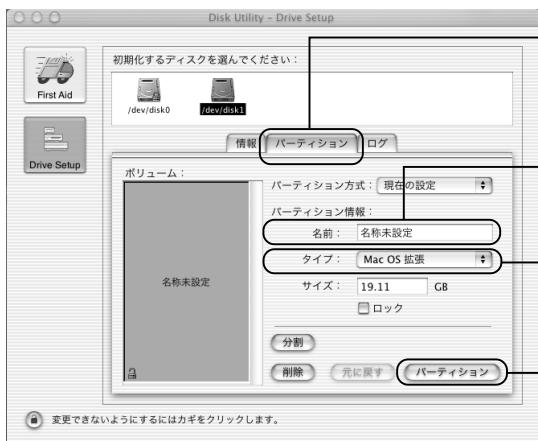 Disk Utility – Drive Setup
First Aid
Drive Setup
初期化するディスクを選んでください：
/dev/disk0
/dev/disk1
情報
パーティション
ログ
ボリューム：
名称未設定
パーティション方式：
現在の設定
パーティション情報：
名前：
名称未設定
タイプ：
Mac OS 拡張
サイズ：
19.11
GB
ロック
分割
削除
元に戻す
パーティション
変更できないようにするにはカギをクリックします。